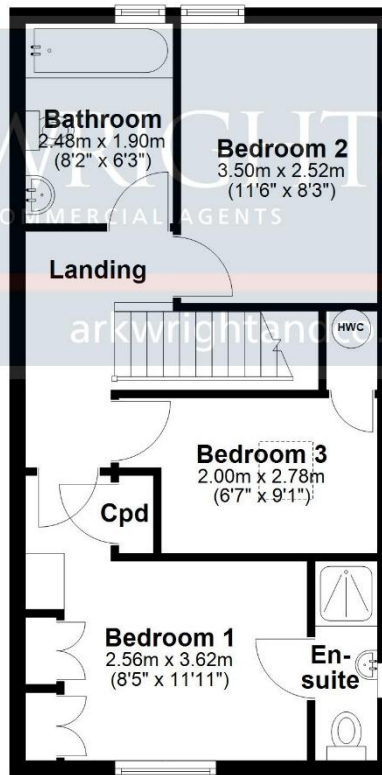 Bathroom
2.48m x 1.90m
(8'2" x 6'3")
Bedroom 2
3.50m x 2.52m
(11'6" x 8'3")
WRIGHT
COMMERCIAL AGENTS
Landing
arkwrightandco.
HWC
Bedroom 3
2.00m x 2.78m
(6'7" x 9'1")
Cpd
Bedroom 1
2.56m x 3.62m
(8'5" x 11'11")
En-
suite